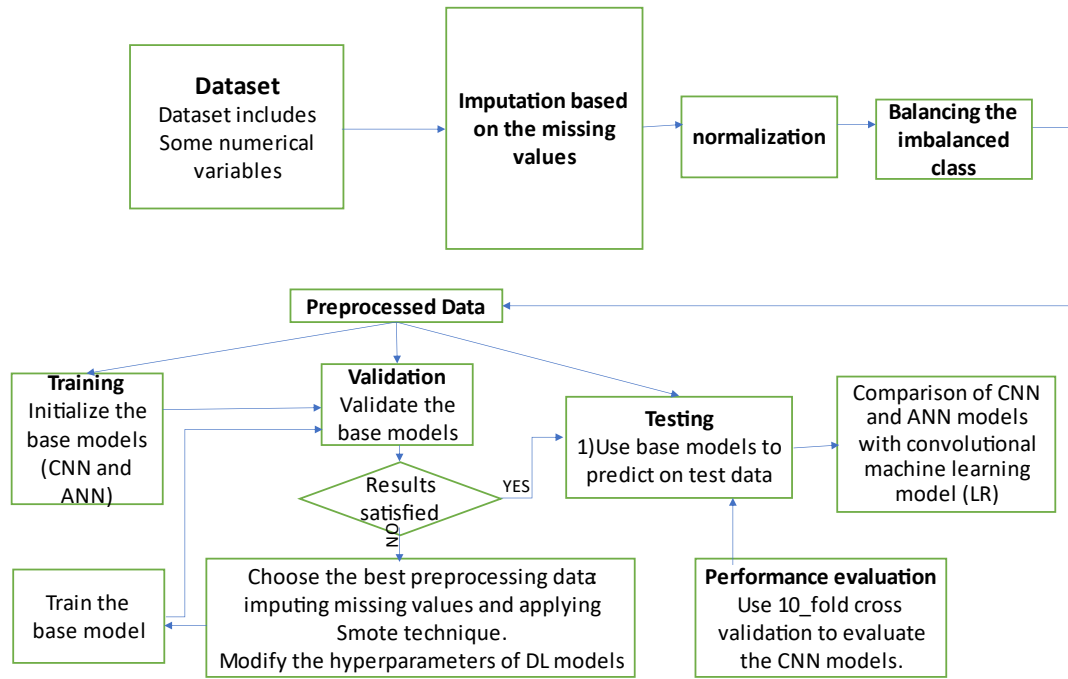 Dataset
Dataset includes
Some numerical
variables
Imputation based
on the missing
values
normalization
Balancing the
imbalanced
class
Preprocessed Data
Training
Initialize the
base models
(CNN and
ANN)
Validation
Validate the
base models
Testing
1)Use base models to
predict on test data
Comparison of CNN
and ANN models
with convolutional
machine learning
model (LR)
Results
satisfied
YES
NO
Train the
base model
Choose the best preprocessing data:
imputing missing values and applying
Smote technique.
Modify the hyperparameters of DL models
Performance evaluation
Use 10_fold cross
validation to evaluate
the CNN models.